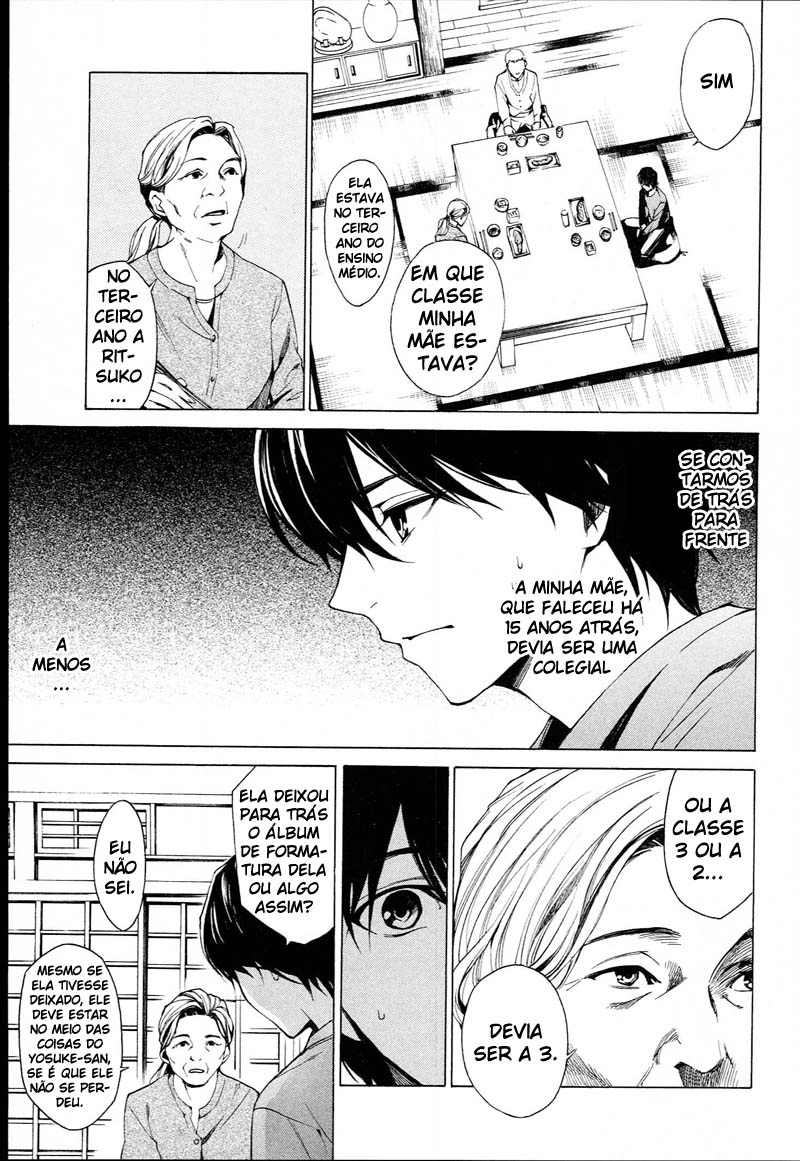 SIM
EM QUE
CLASSE
MINHA
MÃE ES-
TAVA?
ELA
ESTAVA
NO TER-
CEIRO
ANO DO
ENSINO
MÉDIO.
NO
TER-
CEIRO
ANO A
RIT-
SUKO
...
SE CON-
TARMOS
DE TRÁS
PARA
FRENTE
A MINHA MÃE,
QUE FALECEU HÁ
15 ANOS ATRÁS,
DEVIA SER UMA
COLEGIAL
A
MENOS
...
OU A
CLASSE
3 OU A
2...
DEVIA
SER A 3.
ELA DEIXOU
PARA TRÁS
O ÁLBUM
DE FORMA-
TURA DELA
OU ALGO
ASSIM?
EU
NÃO
SEI.
MESMO SE
ELA TIVESSE
DEIXADO, ELE
DEVE ESTAR
NO MEIO DAS
COISAS DO
YOSUKE-SAN,
SE É QUE ELE
NÃO SE PER-
DEU.